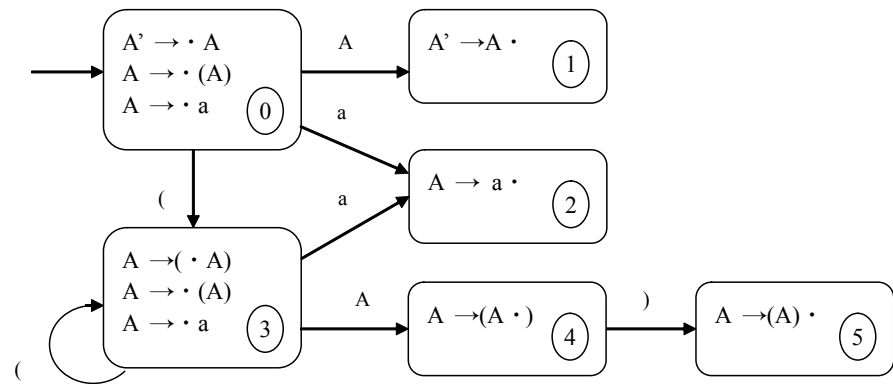 A’ → · A
A → · (A)
A → · a
0
A
A’ →A ·
1
a
A → a ·
2
(
a
A →( · A)
A → · (A)
A → · a
3
(
A
A →(A · )
4
)
A →(A) ·
5